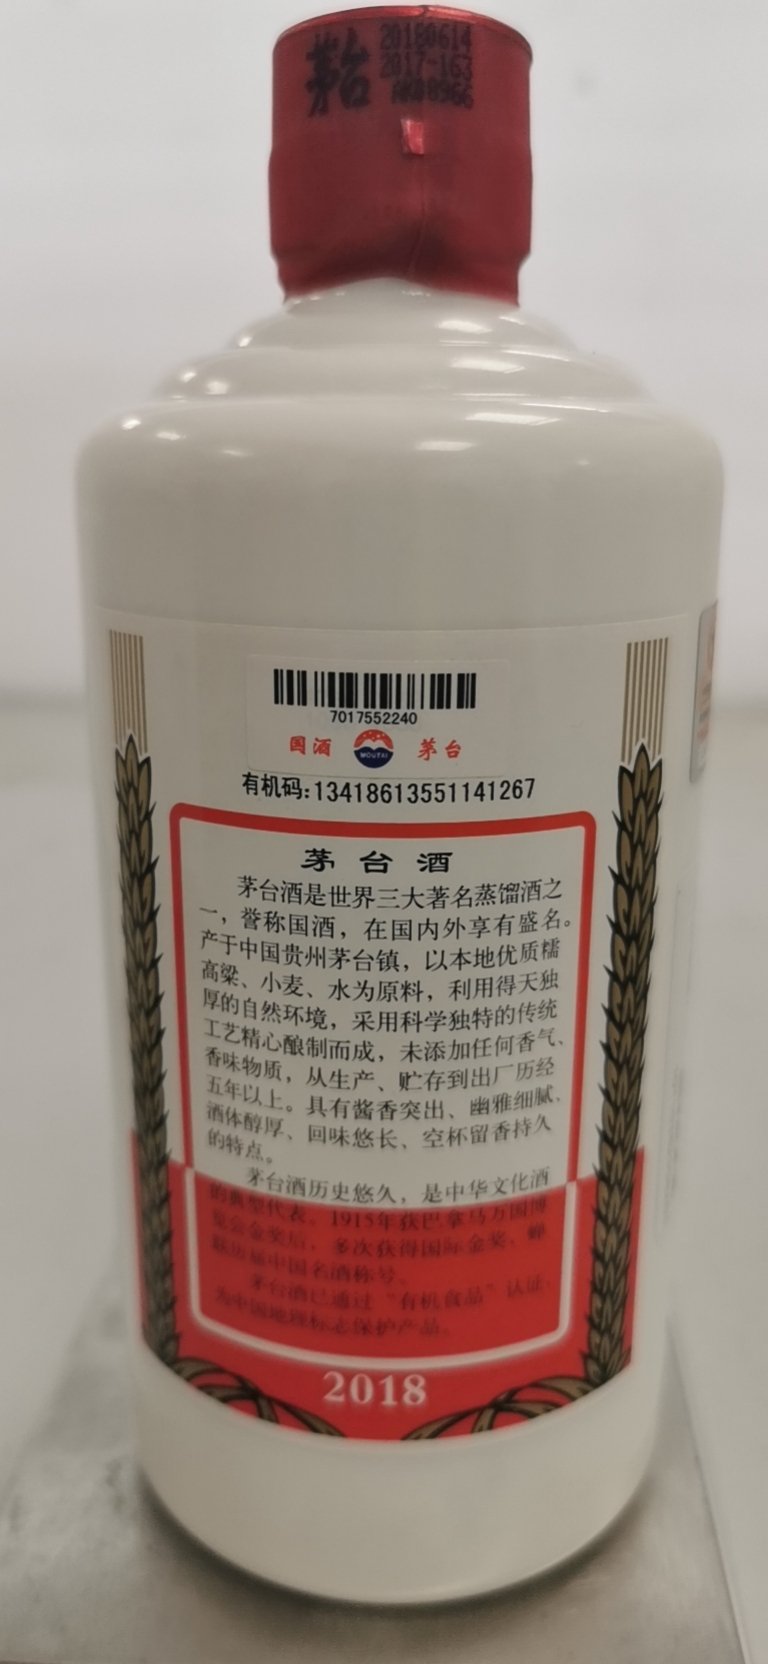 茅台
20180614
2017-163
7017552240
国酒 MOUTAI 茅台
有机码:13418613551141267
茅台酒
茅台酒是世界三大著名蒸馏酒之
一，誉称国酒，在国内外享有盛名。
产于中国贵州茅台镇，以本地优质糯
高粱、小麦、水为原料，利用得天独
厚的自然环境，采用科学独特的传统
工艺精心酿制而成，未添加任何香气、
香味物质，从生产、贮存到出厂历经
五年以上。具有酱香突出、幽雅细腻、
酒体醇厚、回味悠长、空杯留香持久
的特点。
茅台酒历史悠久，是中华文化酒
的典型代表。1915年获巴拿马万国博
览会金奖后，多次获得国际金奖、蝉
联历届中国名酒称号。
茅台酒已通过“有机食品”认证，
为中国地理标志保护产品。
2018